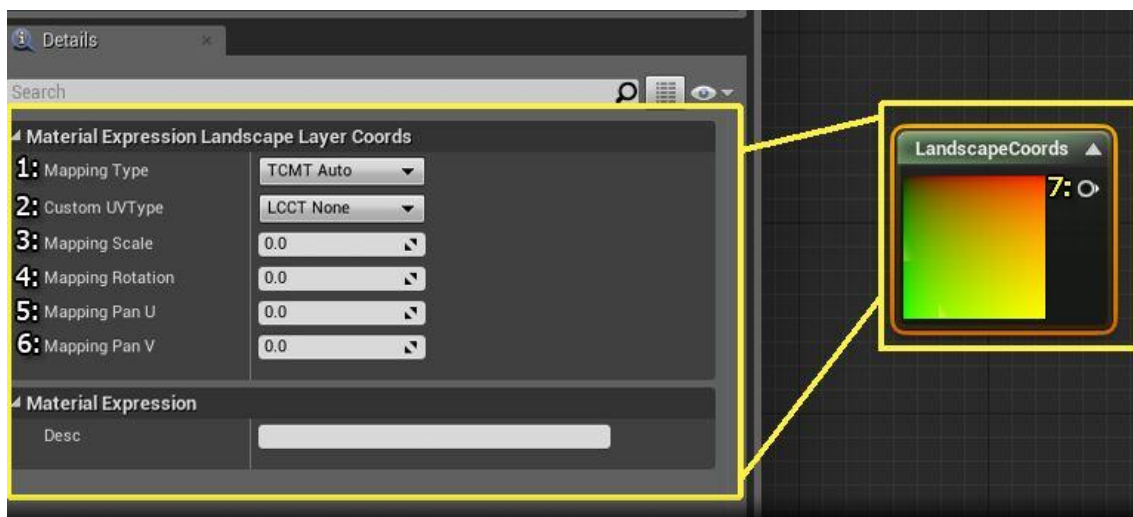 Details
Search
Material Expression Landscape Layer Coords
1: Mapping Type TCMT Auto
2: Custom UVType LCCT None
3: Mapping Scale 0.0
4: Mapping Rotation 0.0
5: Mapping Pan U 0.0
6: Mapping Pan V 0.0
Material Expression
Desc
LandscapeCoords
7: